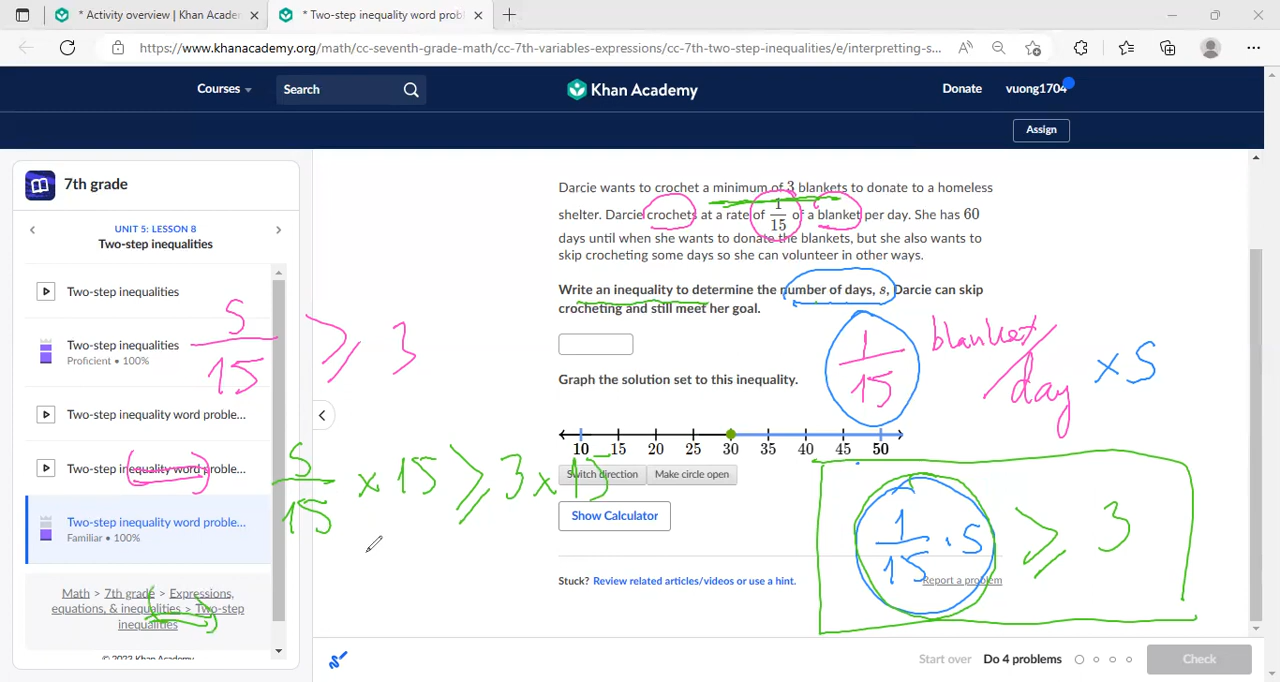 * Activity overview | Khan Academ
* Two-step inequality word probl
https://www.khanacademy.org/math/cc-seventh-grade-math/cc-7th-variables-expressions/cc-7th-two-step-inequalities/e/interpretting-s...
Courses
Search
Khan Academy
Donate
vuong1704
Assign
7th grade
UNIT 5: LESSON 8
Two-step inequalities
Two-step inequalities
Two-step inequalities
Proficient • 100%
Two-step inequality word proble...
Two-step inequality word proble...
Two-step inequality word proble...
Familiar • 100%
Math > 7th grade > Expressions,
equations, & inequalities > Two-step
inequalities
© 2023 Khan Academy
Darcie wants to crochet a minimum of 3 blankets to donate to a homeless
shelter. Darcie crochets at a rate of 1/15 of a blanket per day. She has 60
days until when she wants to donate the blankets, but she also wants to
skip crocheting some days so she can volunteer in other ways.
Write an inequality to determine the number of days, s, Darcie can skip
crocheting and still meet her goal.
1/15 blanket/day × s
s/15 ⩾ 3
Graph the solution set to this inequality.
10 15 20 25 30 35 40 45 50
Switch direction
Make circle open
s/15 × 15 ⩾ 3 × 15
Show Calculator
1/15 · s ⩾ 3
Stuck? Review related articles/videos or use a hint.
Report a problem
Start over
Do 4 problems
Check